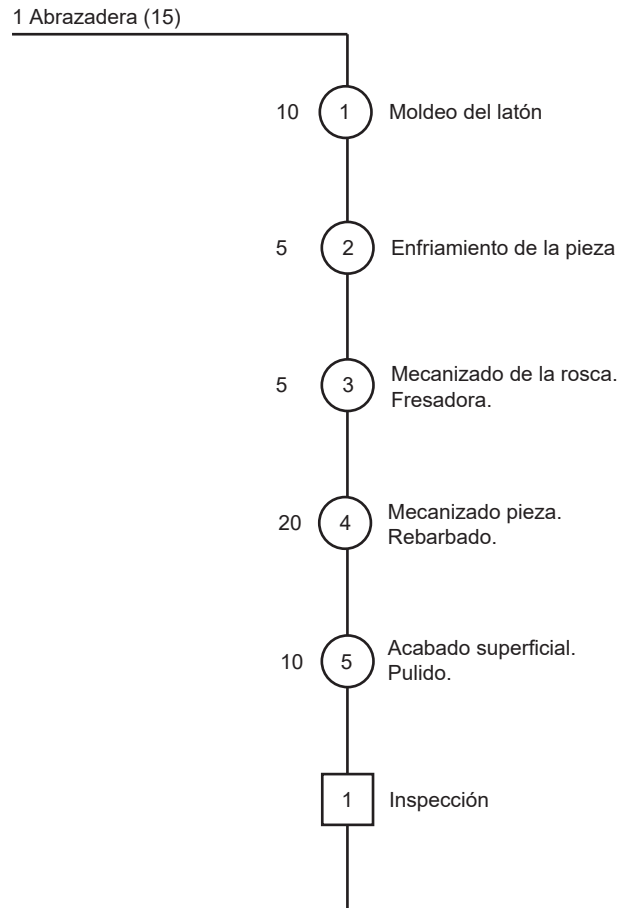 1 Abrazadera (15)
10 1 Moldeo del latón
5 2 Enfriamiento de la pieza
5 3 Mecanizado de la rosca.
Fresadora.
20 4 Mecanizado pieza.
Rebarbado.
10 5 Acabado superficial.
Pulido.
1 Inspección